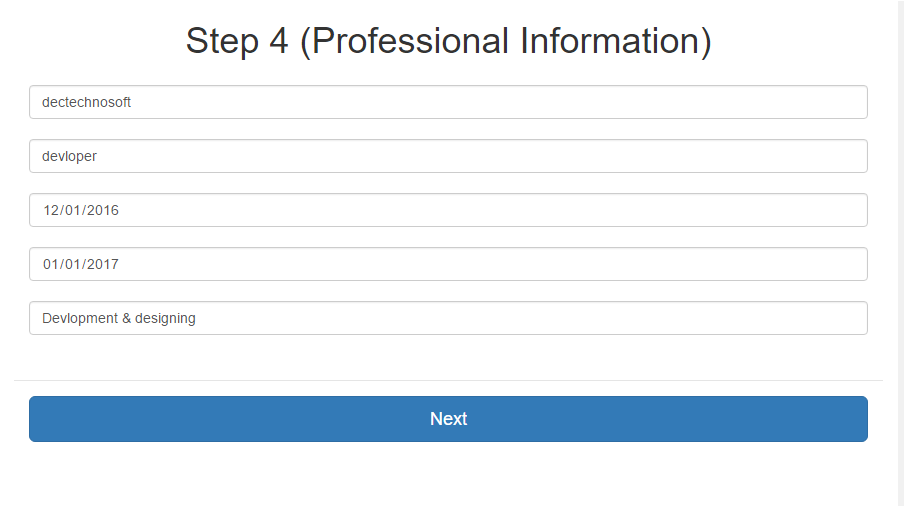 Step 4 (Professional Information)
dectechnosoft
devloper
12/01/2016
01/01/2017
Devlopment & designing
Next